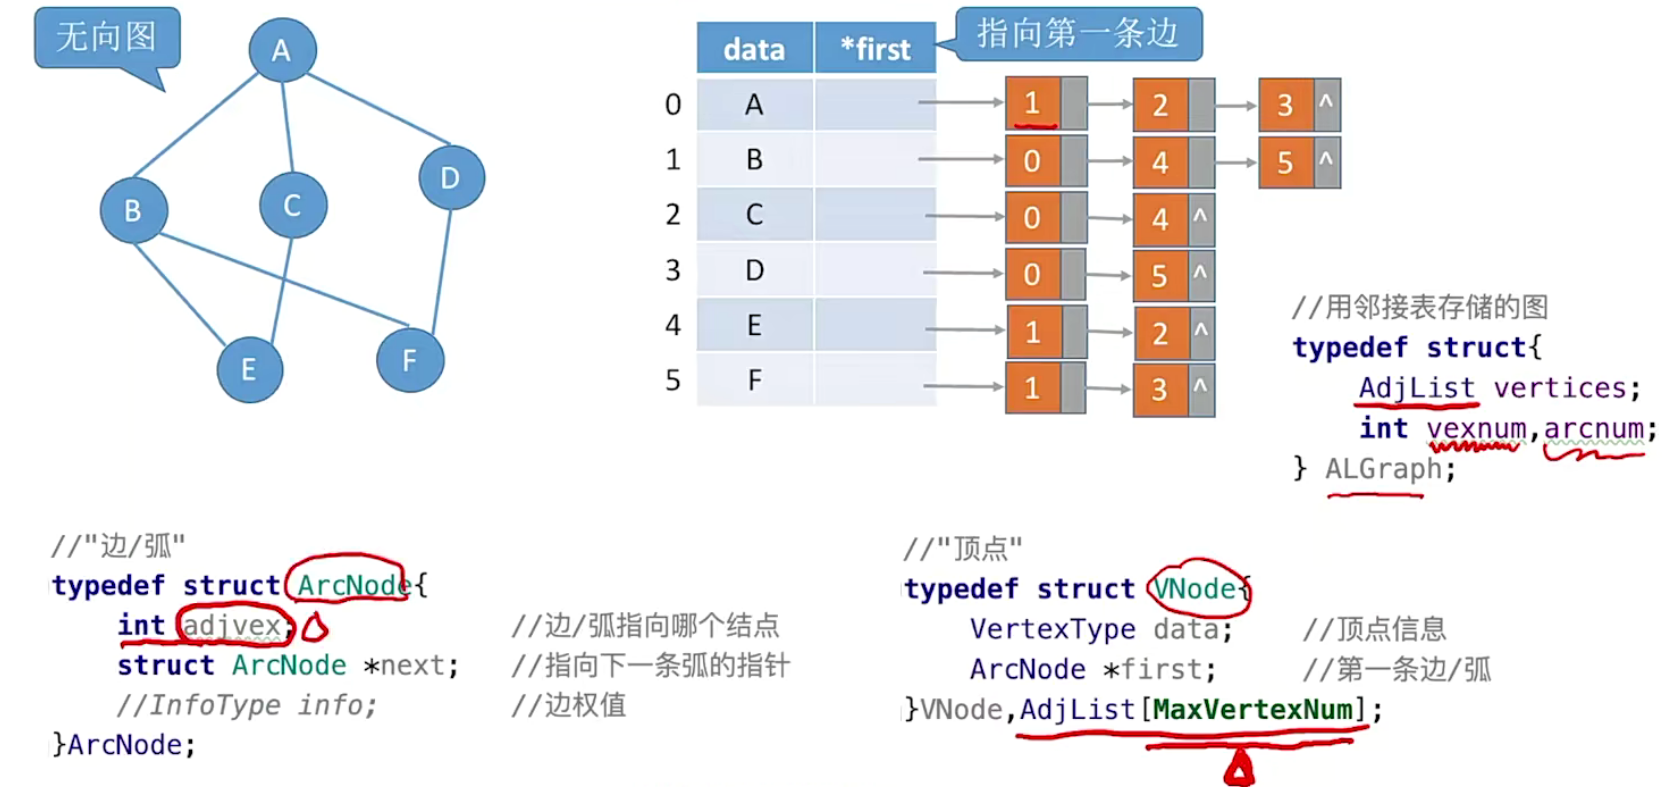 无向图
A
B
C
D
E
F
data *first
指向第一条边
0 A 1 2 3 ^
1 B 0 4 5 ^
2 C 0 4 ^
3 D 0 5 ^
4 E 1 2 ^
5 F 1 3 ^
//用邻接表存储的图
typedef struct{
AdjList vertices;
int vexnum,arcnum;
} ALGraph;
//"边/弧"
typedef struct ArcNode{
int adjvex; //边/弧指向哪个结点
struct ArcNode *next; //指向下一条弧的指针
//InfoType info; //边权值
}ArcNode;
//"顶点"
typedef struct VNode{
VertexType data; //顶点信息
ArcNode *first; //第一条边/弧
}VNode,AdjList[MaxVertexNum];